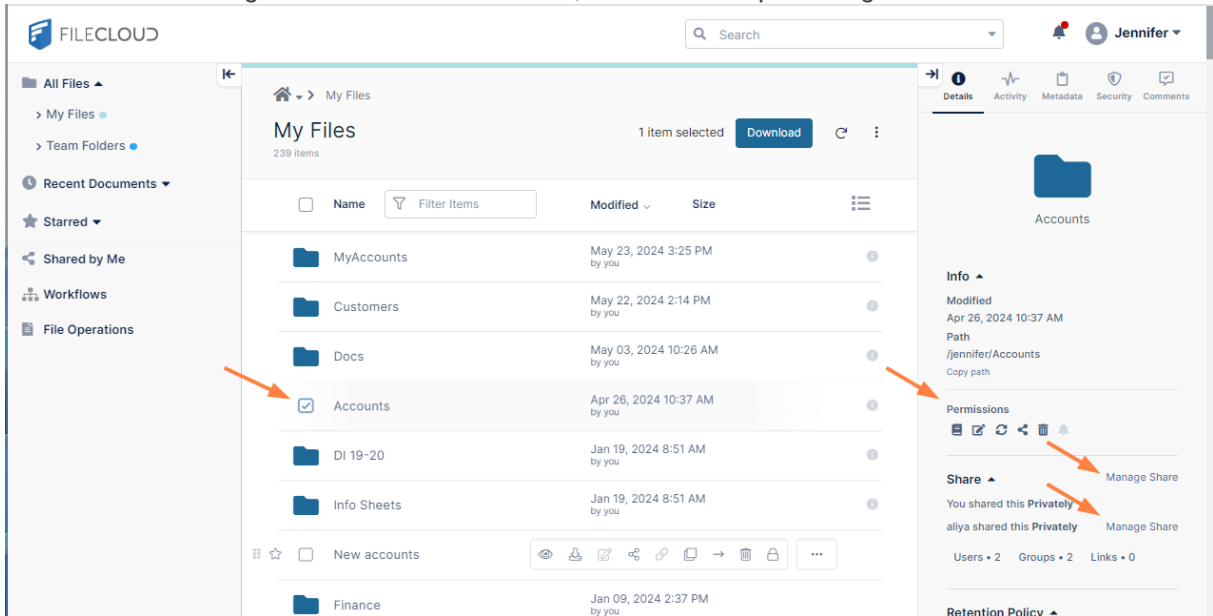 FILECLOUD
Search
Jennifer
All Files
My Files
Team Folders
Recent Documents
Starred
Shared by Me
Workflows
File Operations
My Files
My Files
239 items
1 item selected
Download
Name
Filter Items
Modified
Size
MyAccounts
May 23, 2024 3:25 PM
by you
Customers
May 22, 2024 2:14 PM
by you
Docs
May 03, 2024 10:26 AM
by you
Accounts
Apr 26, 2024 10:37 AM
by you
DI 19-20
Jan 19, 2024 8:51 AM
by you
Info Sheets
Jan 19, 2024 8:51 AM
by you
New accounts
Finance
Jan 09, 2024 2:37 PM
by you
Details
Activity
Metadata
Security
Comments
Accounts
Info
Modified
Apr 26, 2024 10:37 AM
Path
/jennifer/Accounts
Copy path
Permissions
Share
Manage Share
You shared this Privately
aliya shared this Privately
Manage Share
Users • 2 Groups • 2 Links • 0
Retention Policy